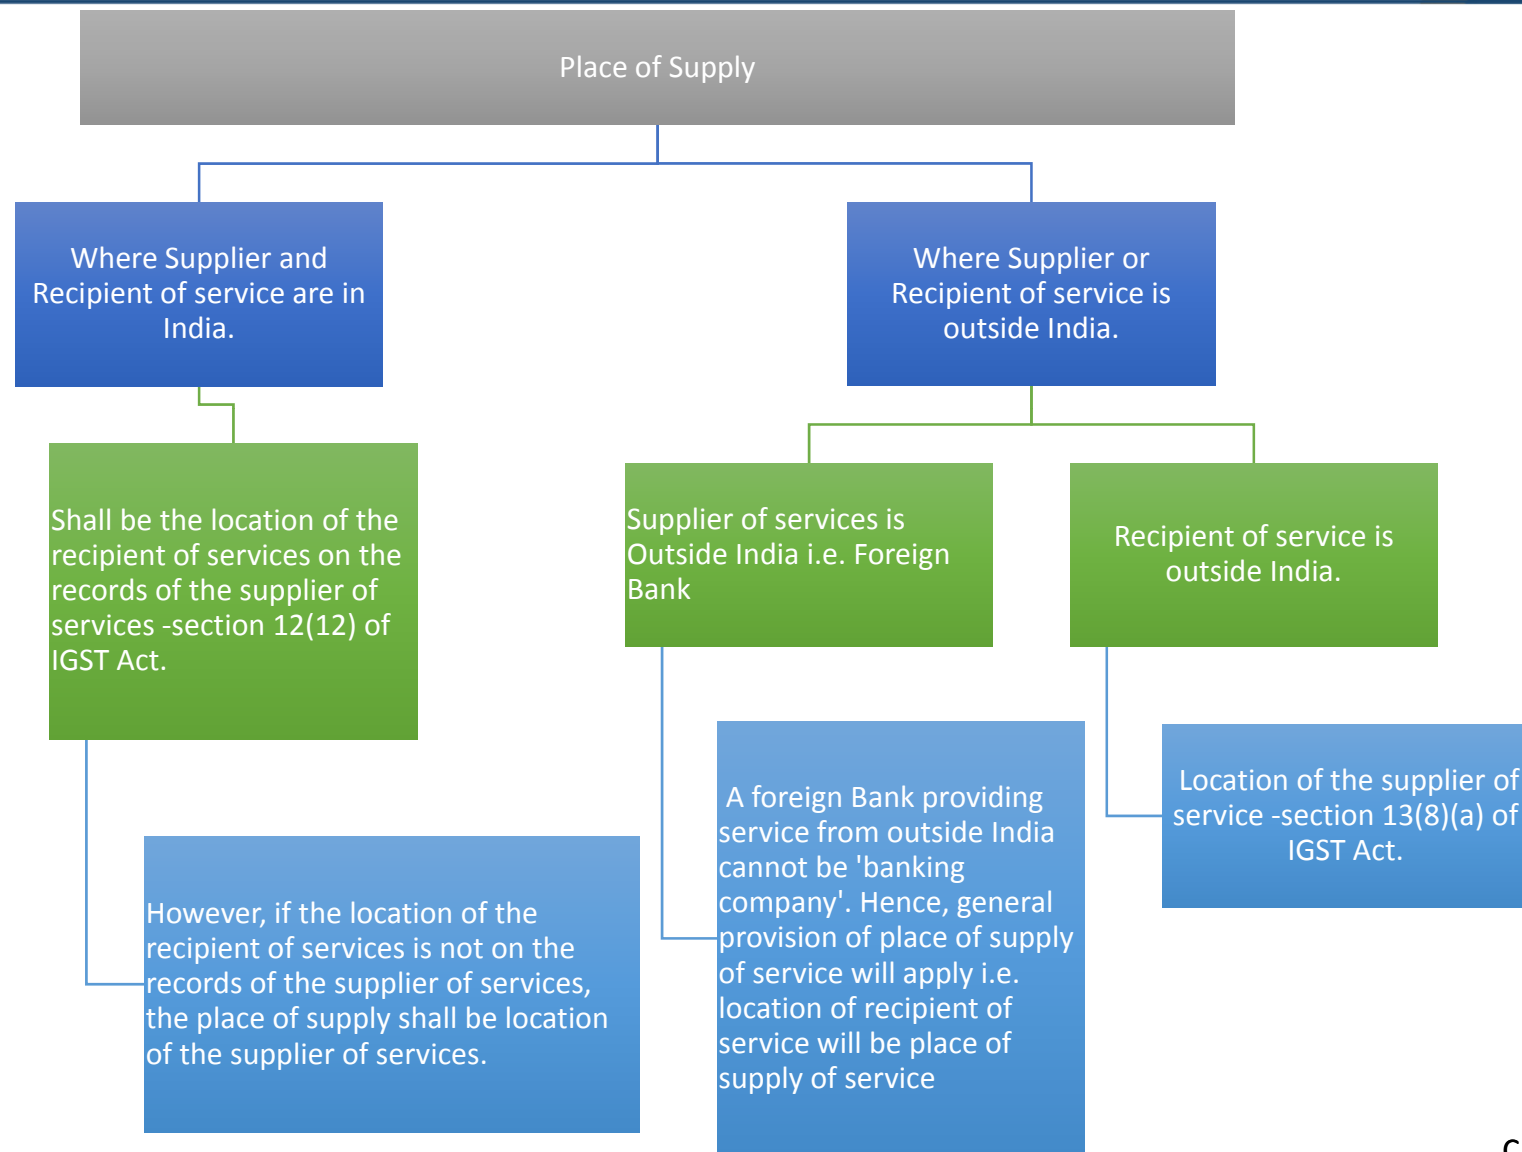 Place of Supply
Where Supplier and
Recipient of service are in
India.
Where Supplier or
Recipient of service is
outside India.
Shall be the location of the
recipient of services on the
records of the supplier of
services -section 12(12) of
IGST Act.
Supplier of services is
Outside India i.e. Foreign
Bank
Recipient of service is
outside India.
However, if the location of the
recipient of services is not on the
records of the supplier of services,
the place of supply shall be location
of the supplier of services.
A foreign Bank providing
service from outside India
cannot be 'banking
company'. Hence, general
provision of place of supply
of service will apply i.e.
location of recipient of
service will be place of
supply of service
Location of the supplier of
service -section 13(8)(a) of
IGST Act.